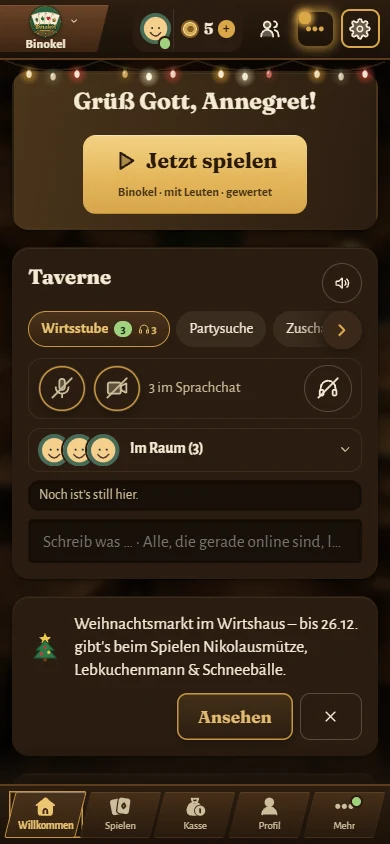 Binokel
5
Grüß Gott, Annegret!
Jetzt spielen
Binokel · mit Leuten · gewertet
Taverne
Wirtsstube 3 3
Partysuche
Zusch
3 im Sprachchat
Im Raum (3)
Noch ist's still hier.
Schreib was … · Alle, die gerade online sind, l…
Weihnachtsmarkt im Wirtshaus – bis 26.12.
gibt's beim Spielen Nikolausmütze,
Lebkuchenmann & Schneebälle.
Ansehen
Willkommen
Spielen
Kasse
Profil
Mehr